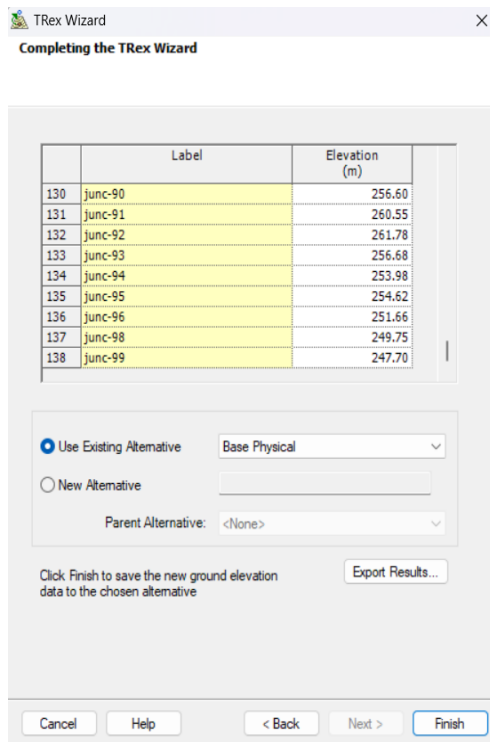 TRex Wizard
Completing the TRex Wizard
Label Elevation (m)
130 junc-90 256.60
131 junc-91 260.55
132 junc-92 261.78
133 junc-93 256.68
134 junc-94 253.98
135 junc-95 254.62
136 junc-96 251.66
137 junc-98 249.75
138 junc-99 247.70
Use Existing Alternative Base Physical
New Alternative
Parent Alternative: <None>
Click Finish to save the new ground elevation Export Results...
data to the chosen alternative
Cancel Help < Back Next > Finish